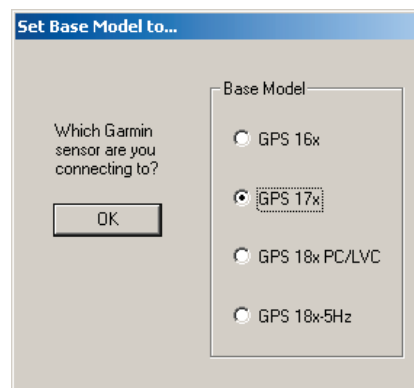 Set Base Model to...
Which Garmin
sensor are you
connecting to?
OK
Base Model
GPS 16x
GPS 17x
GPS 18x PC/LVC
GPS 18x-5Hz